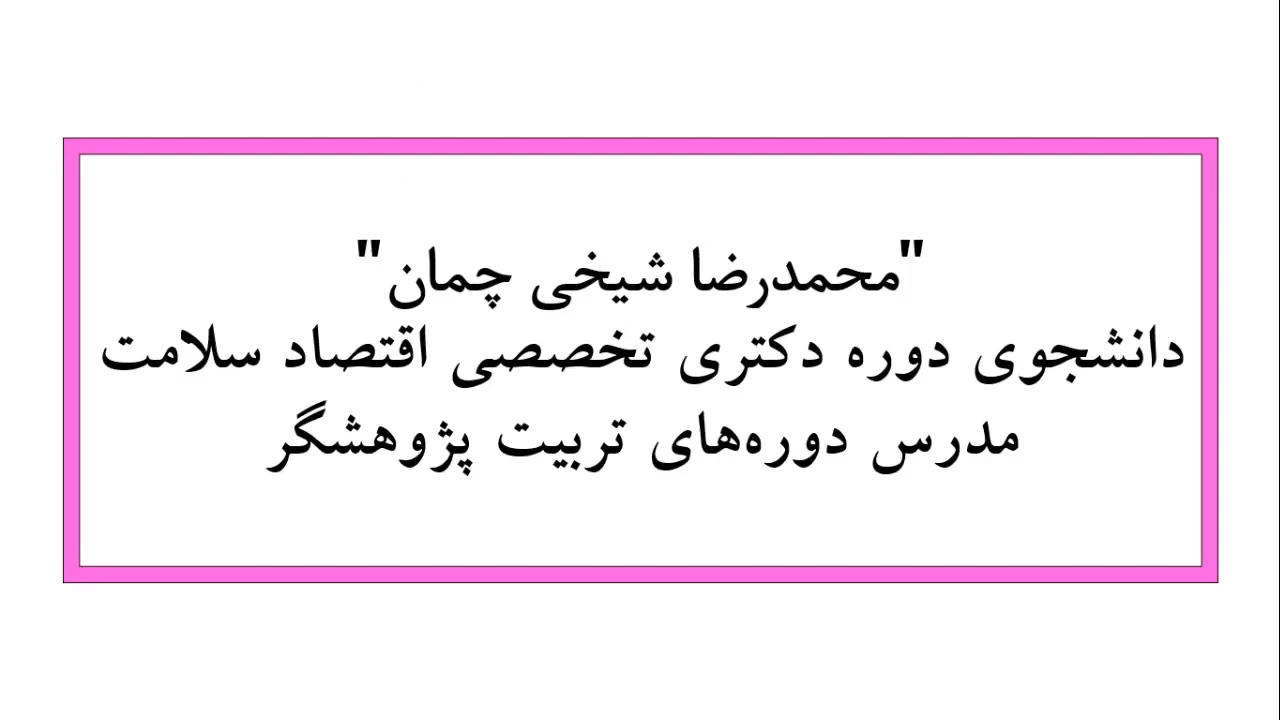 "محمدرضا شیخی چمان"
دانشجوی دوره دکتری تخصصی اقتصاد سلامت
مدرس دوره‌های تربیت پژوهشگر